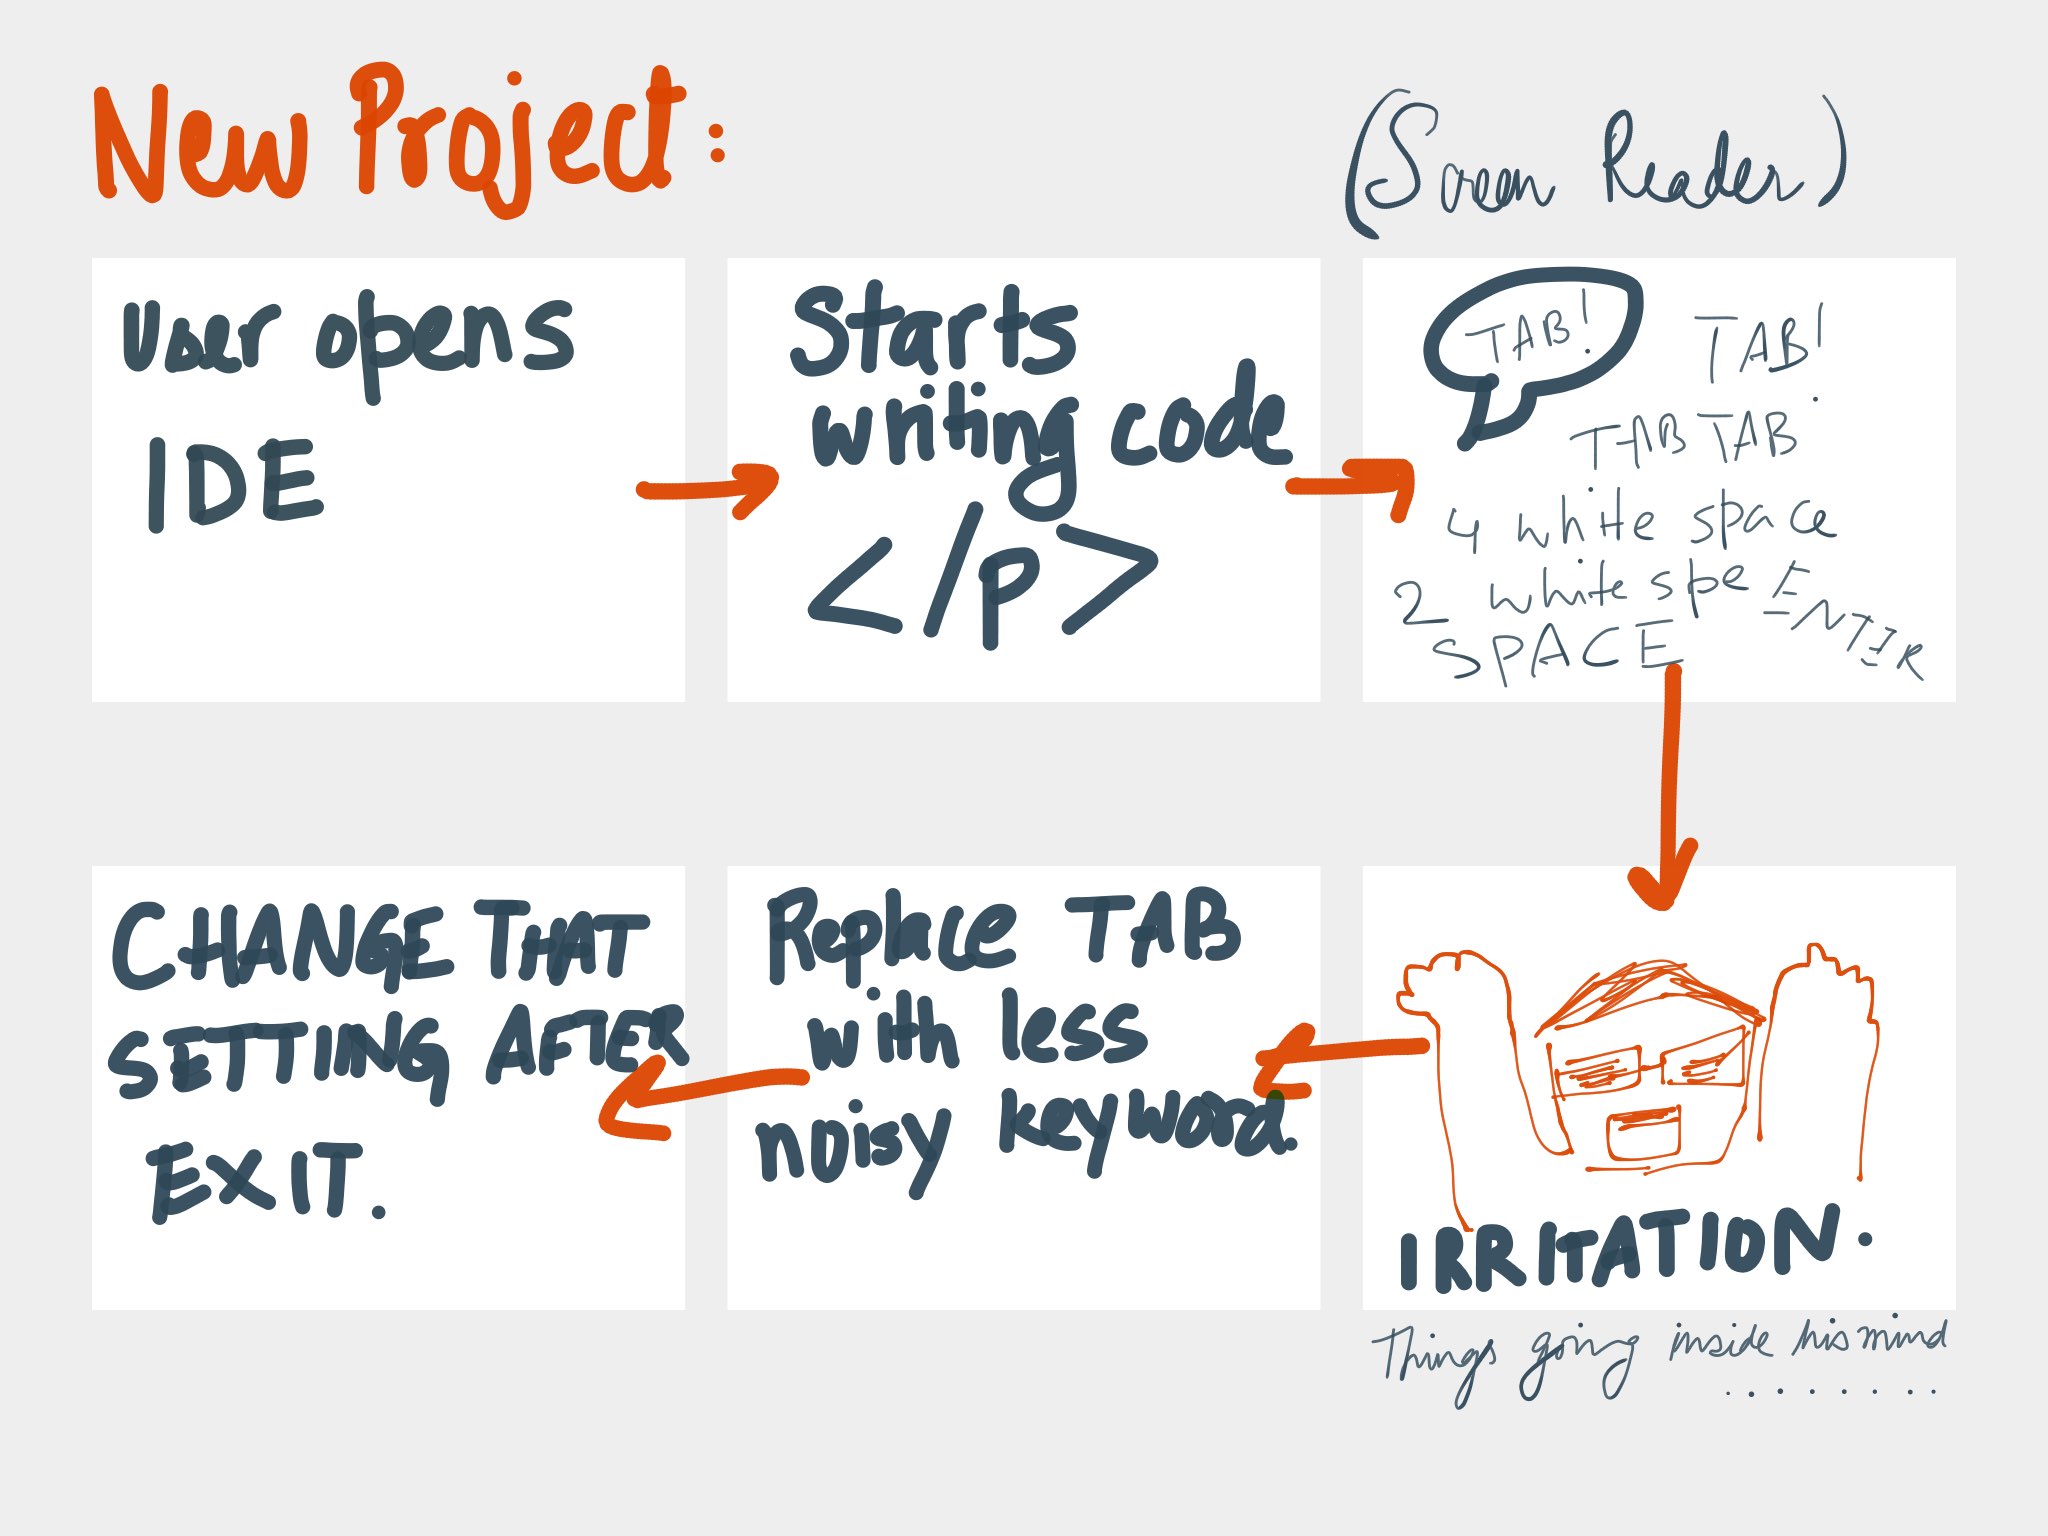 New Project:
(Screen Reader)
User opens
IDE
Starts
writing code
</p>
TAB!
TAB!
TAB TAB
4 white space
2 white spe ENTER
SPACE
IRRITATION.
Things going inside his mind
........
Replace TAB
with less
noisy keyword.
CHANGE THAT
SETTING AFTER
EXIT.